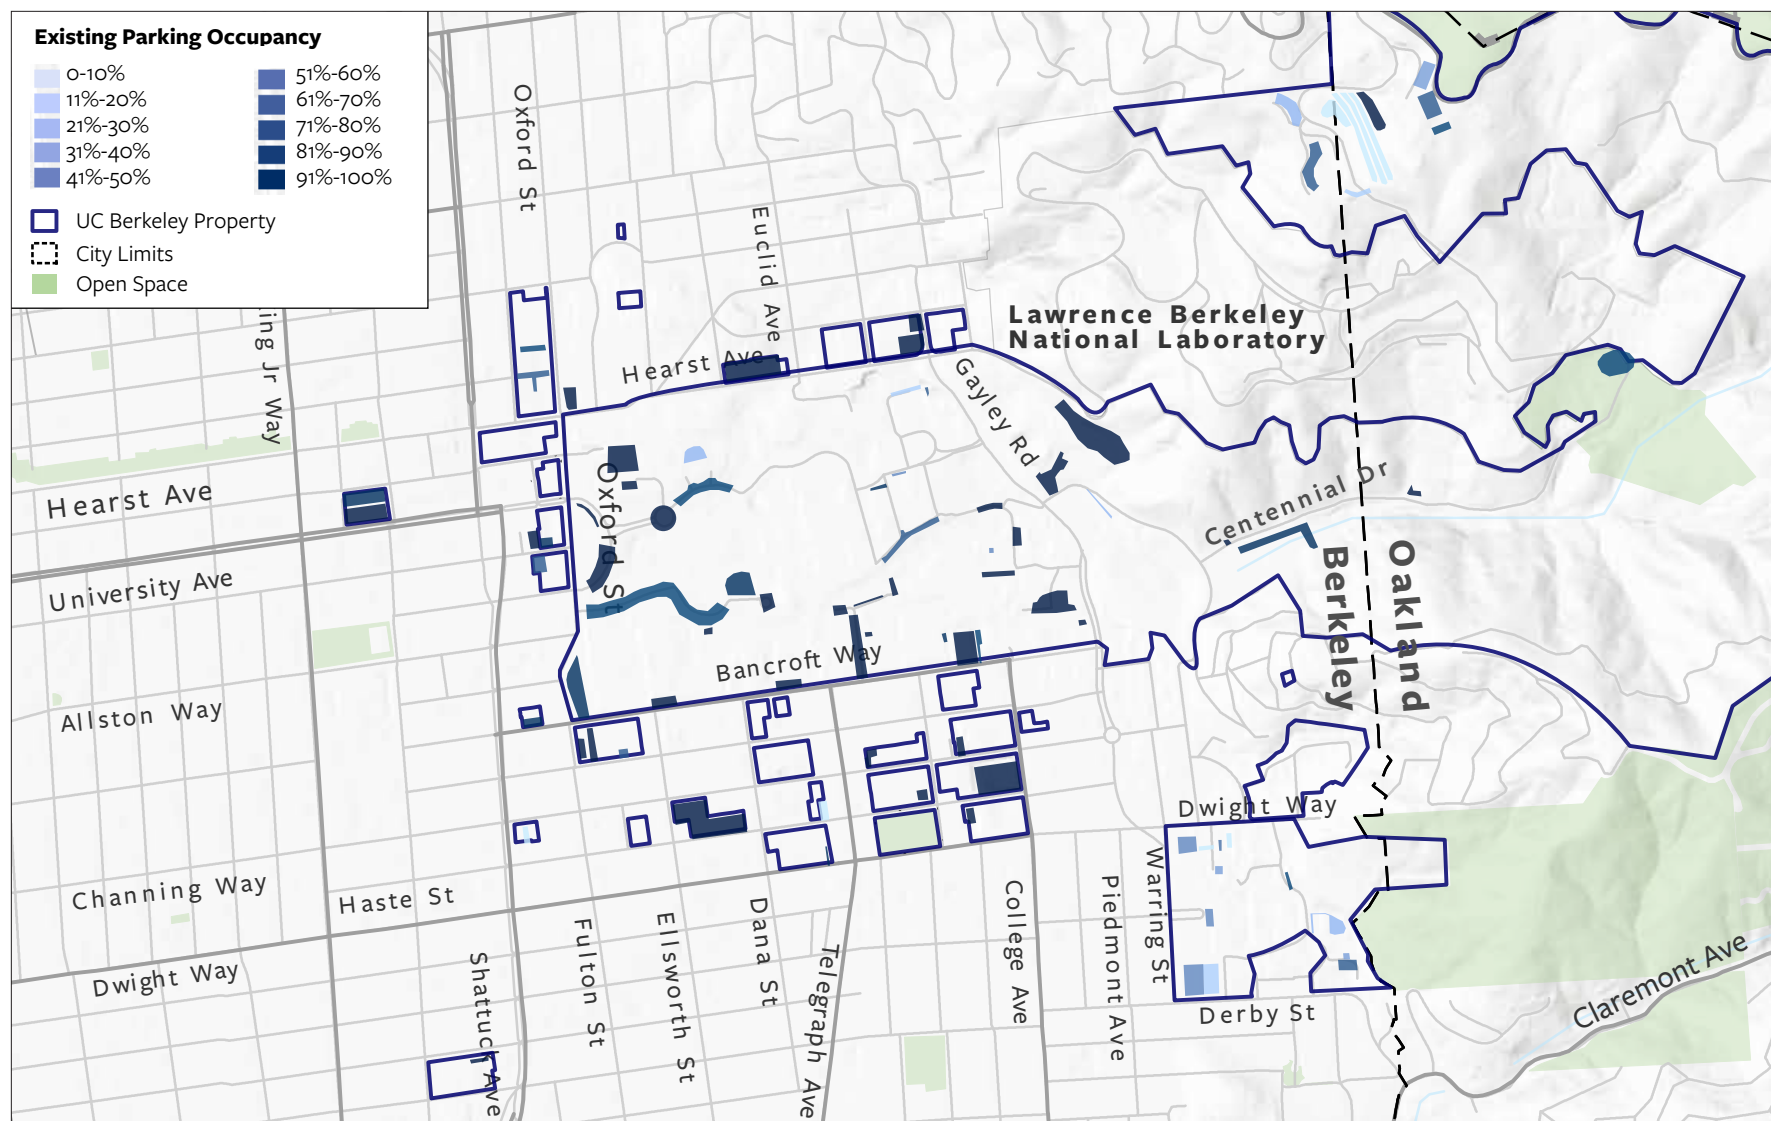 Existing Parking Occupancy
0-10%
11%-20%
21%-30%
31%-40%
41%-50%
51%-60%
61%-70%
71%-80%
81%-90%
91%-100%
UC Berkeley Property
City Limits
Open Space
Oxford St
Euclid Ave
ing Jr Way
Hearst Ave
Lawrence Berkeley
National Laboratory
Gayley Rd
Hearst Ave
Oxford St
Centennial Dr
Berkeley
Oakland
University Ave
Bancroft Way
Allston Way
Dwight Way
Channing Way
Haste St
Warring St
Piedmont Ave
College Ave
Dana St
Ellsworth St
Fulton St
Telegraph Ave
Shattuck Ave
Dwight Way
Derby St
Claremont Ave